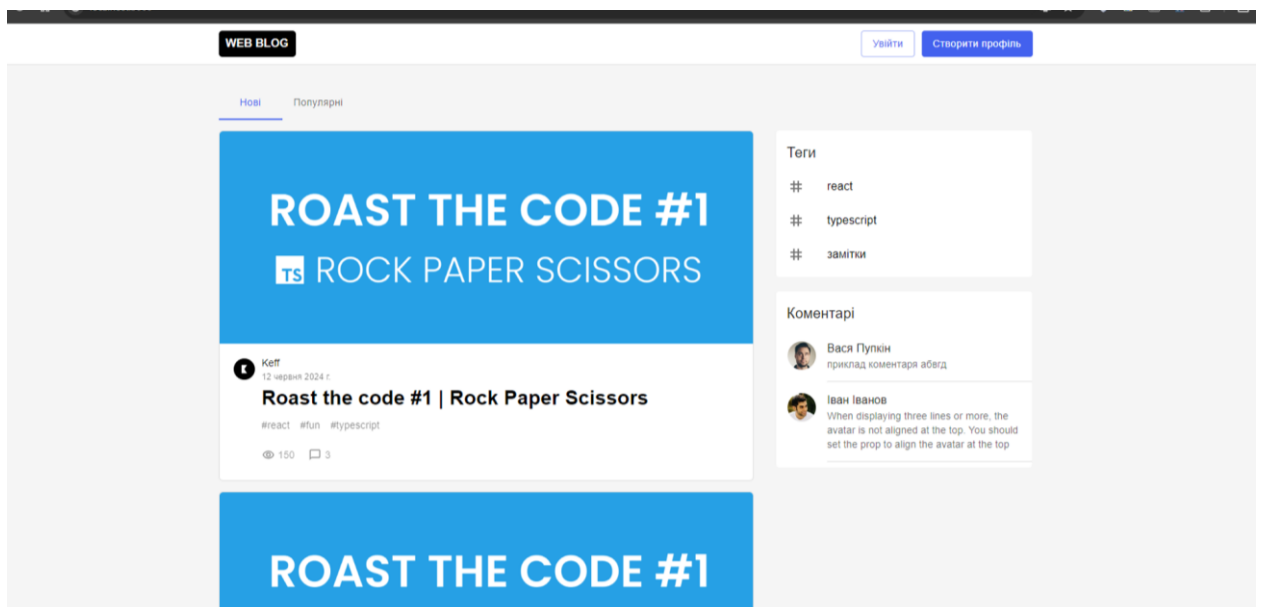 WEB BLOG
Увійти
Створити профіль
Нові
Популярні
ROAST THE CODE #1
TS ROCK PAPER SCISSORS
Keff
12 червня 2024 г.
Roast the code #1 | Rock Paper Scissors
#react #fun #typescript
150 3
ROAST THE CODE #1
Теги
react
typescript
замітки
Коментарі
Вася Пупкін
приклад коментаря абвгд
Іван Іванов
When displaying three lines or more, the
avatar is not aligned at the top. You should
set the prop to align the avatar at the top